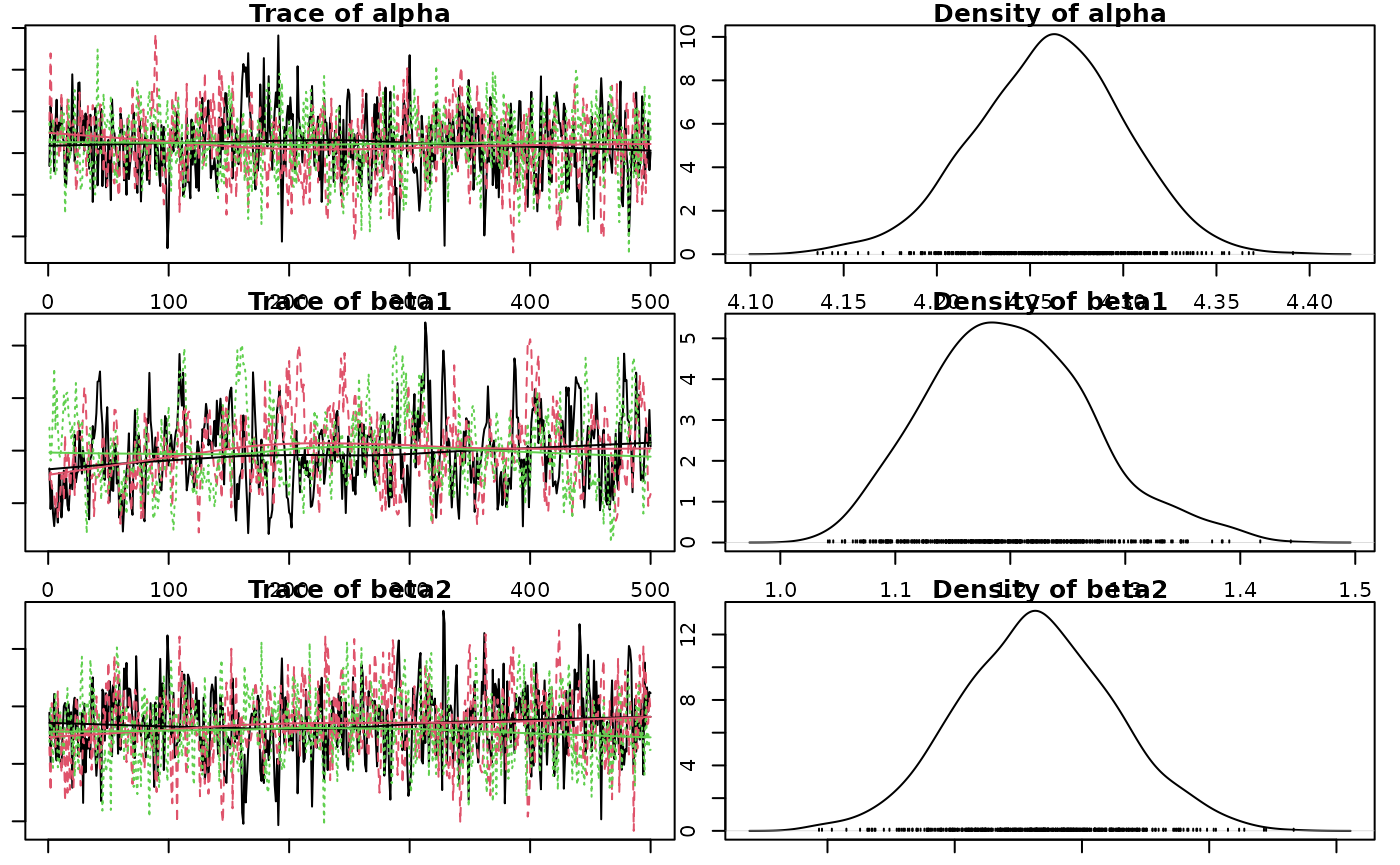 Trace of alpha
Density of alpha
0 2 4 6 8 10
0 100 200 300 400 500
4.10 4.15 4.20 4.25 4.30 4.35 4.40
Trace of beta1
Density of beta1
0 1 2 3 4 5
0 100 200 300 400 500
1.0 1.1 1.2 1.3 1.4 1.5
Trace of beta2
Density of beta2
0 4 8 12